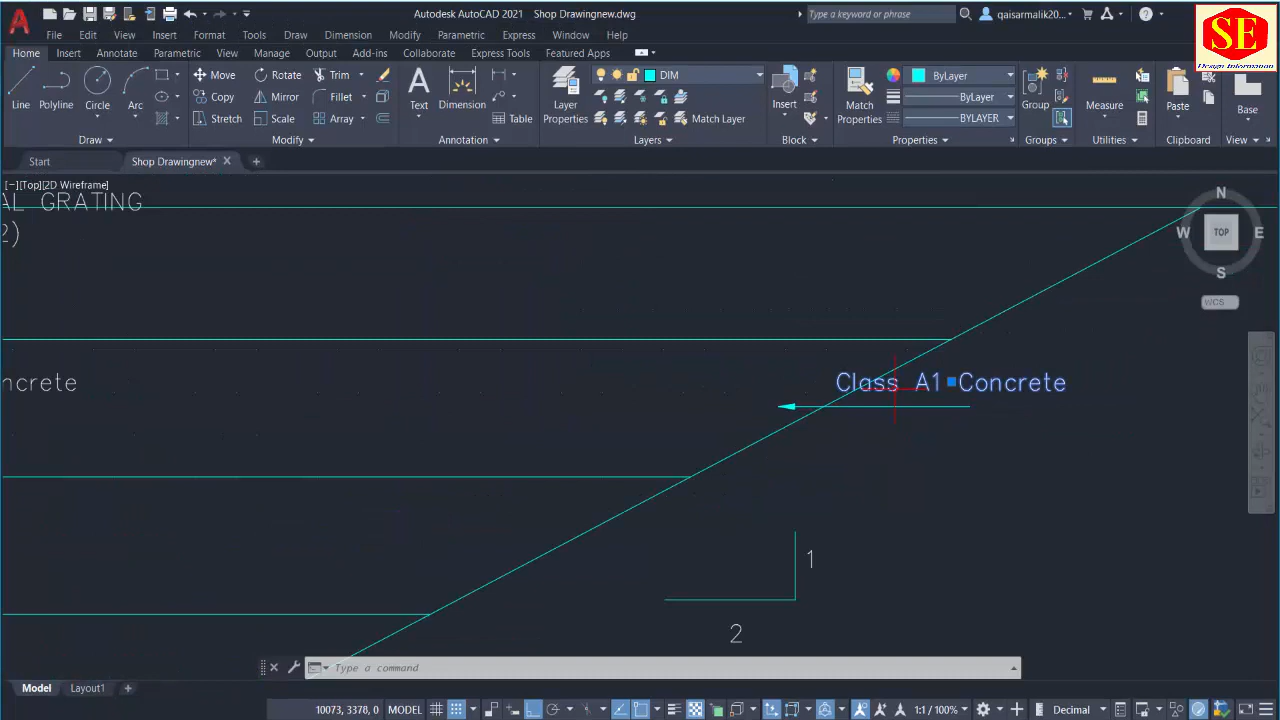 Autodesk AutoCAD 2021 Shop Drawingnew.dwg
Type a keyword or phrase
qaisarmalik20...
SE
Design Information
File Edit View Insert Format Tools Draw Dimension Modify Parametric Express Window Help
Home Insert Annotate Parametric View Manage Output Add-ins Collaborate Express Tools Featured Apps
Line Polyline Circle Arc
Move Rotate Trim
Copy Mirror Fillet
Stretch Scale Array
Text Dimension Table
Layer Properties
DIM
Match Layer
Insert
Match Properties
ByLayer
ByLayer
BYLAYER
Group Measure Paste Base
Draw Modify Annotation Layers Block Properties Groups Utilities Clipboard View
Start Shop Drawingnew*
[−][Top][2D Wireframe]
AL GRATING
2)
N
W TOP E
S
WCS
ncrete
Class A1 Concrete
1
2
Type a command
Model Layout1
10073, 3378, 0 MODEL 1:1 / 100% Decimal